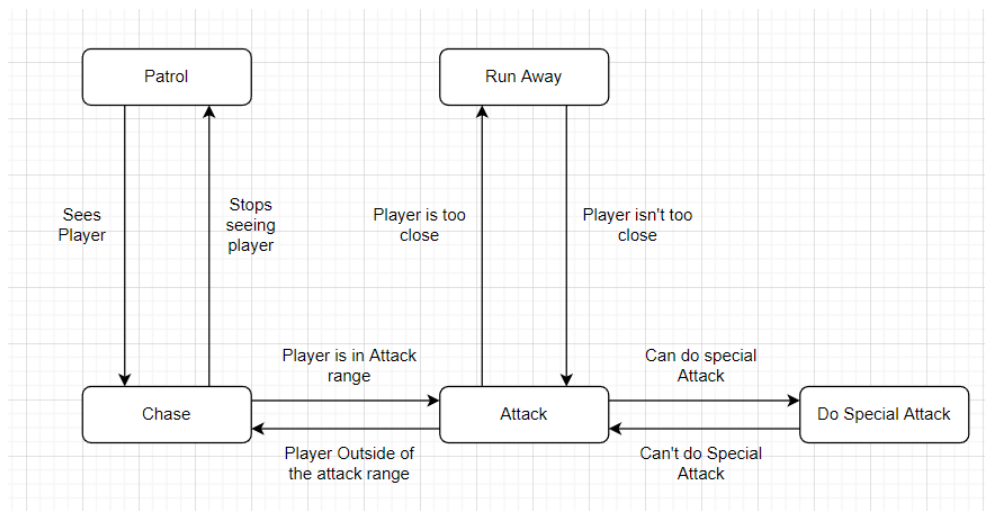 Patrol
Run Away
Sees
Player
Stops
seeing
player
Player is too
close
Player isn't too
close
Player is in Attack
range
Can do special
Attack
Chase
Attack
Do Special Attack
Player Outside of
the attack range
Can't do Special
Attack